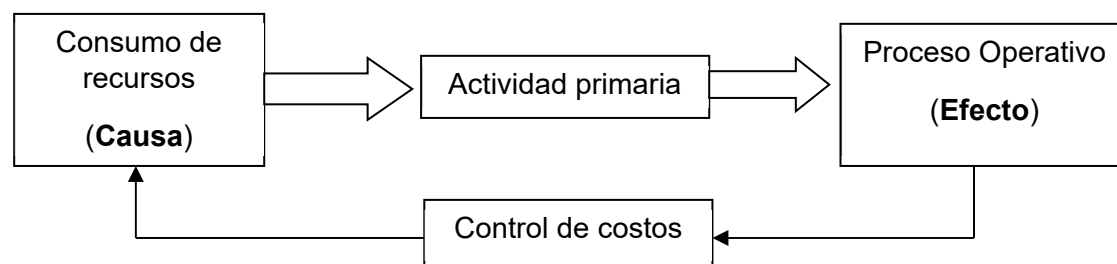 Consumo de
recursos
(Causa)
Actividad primaria
Proceso Operativo
(Efecto)
Control de costos